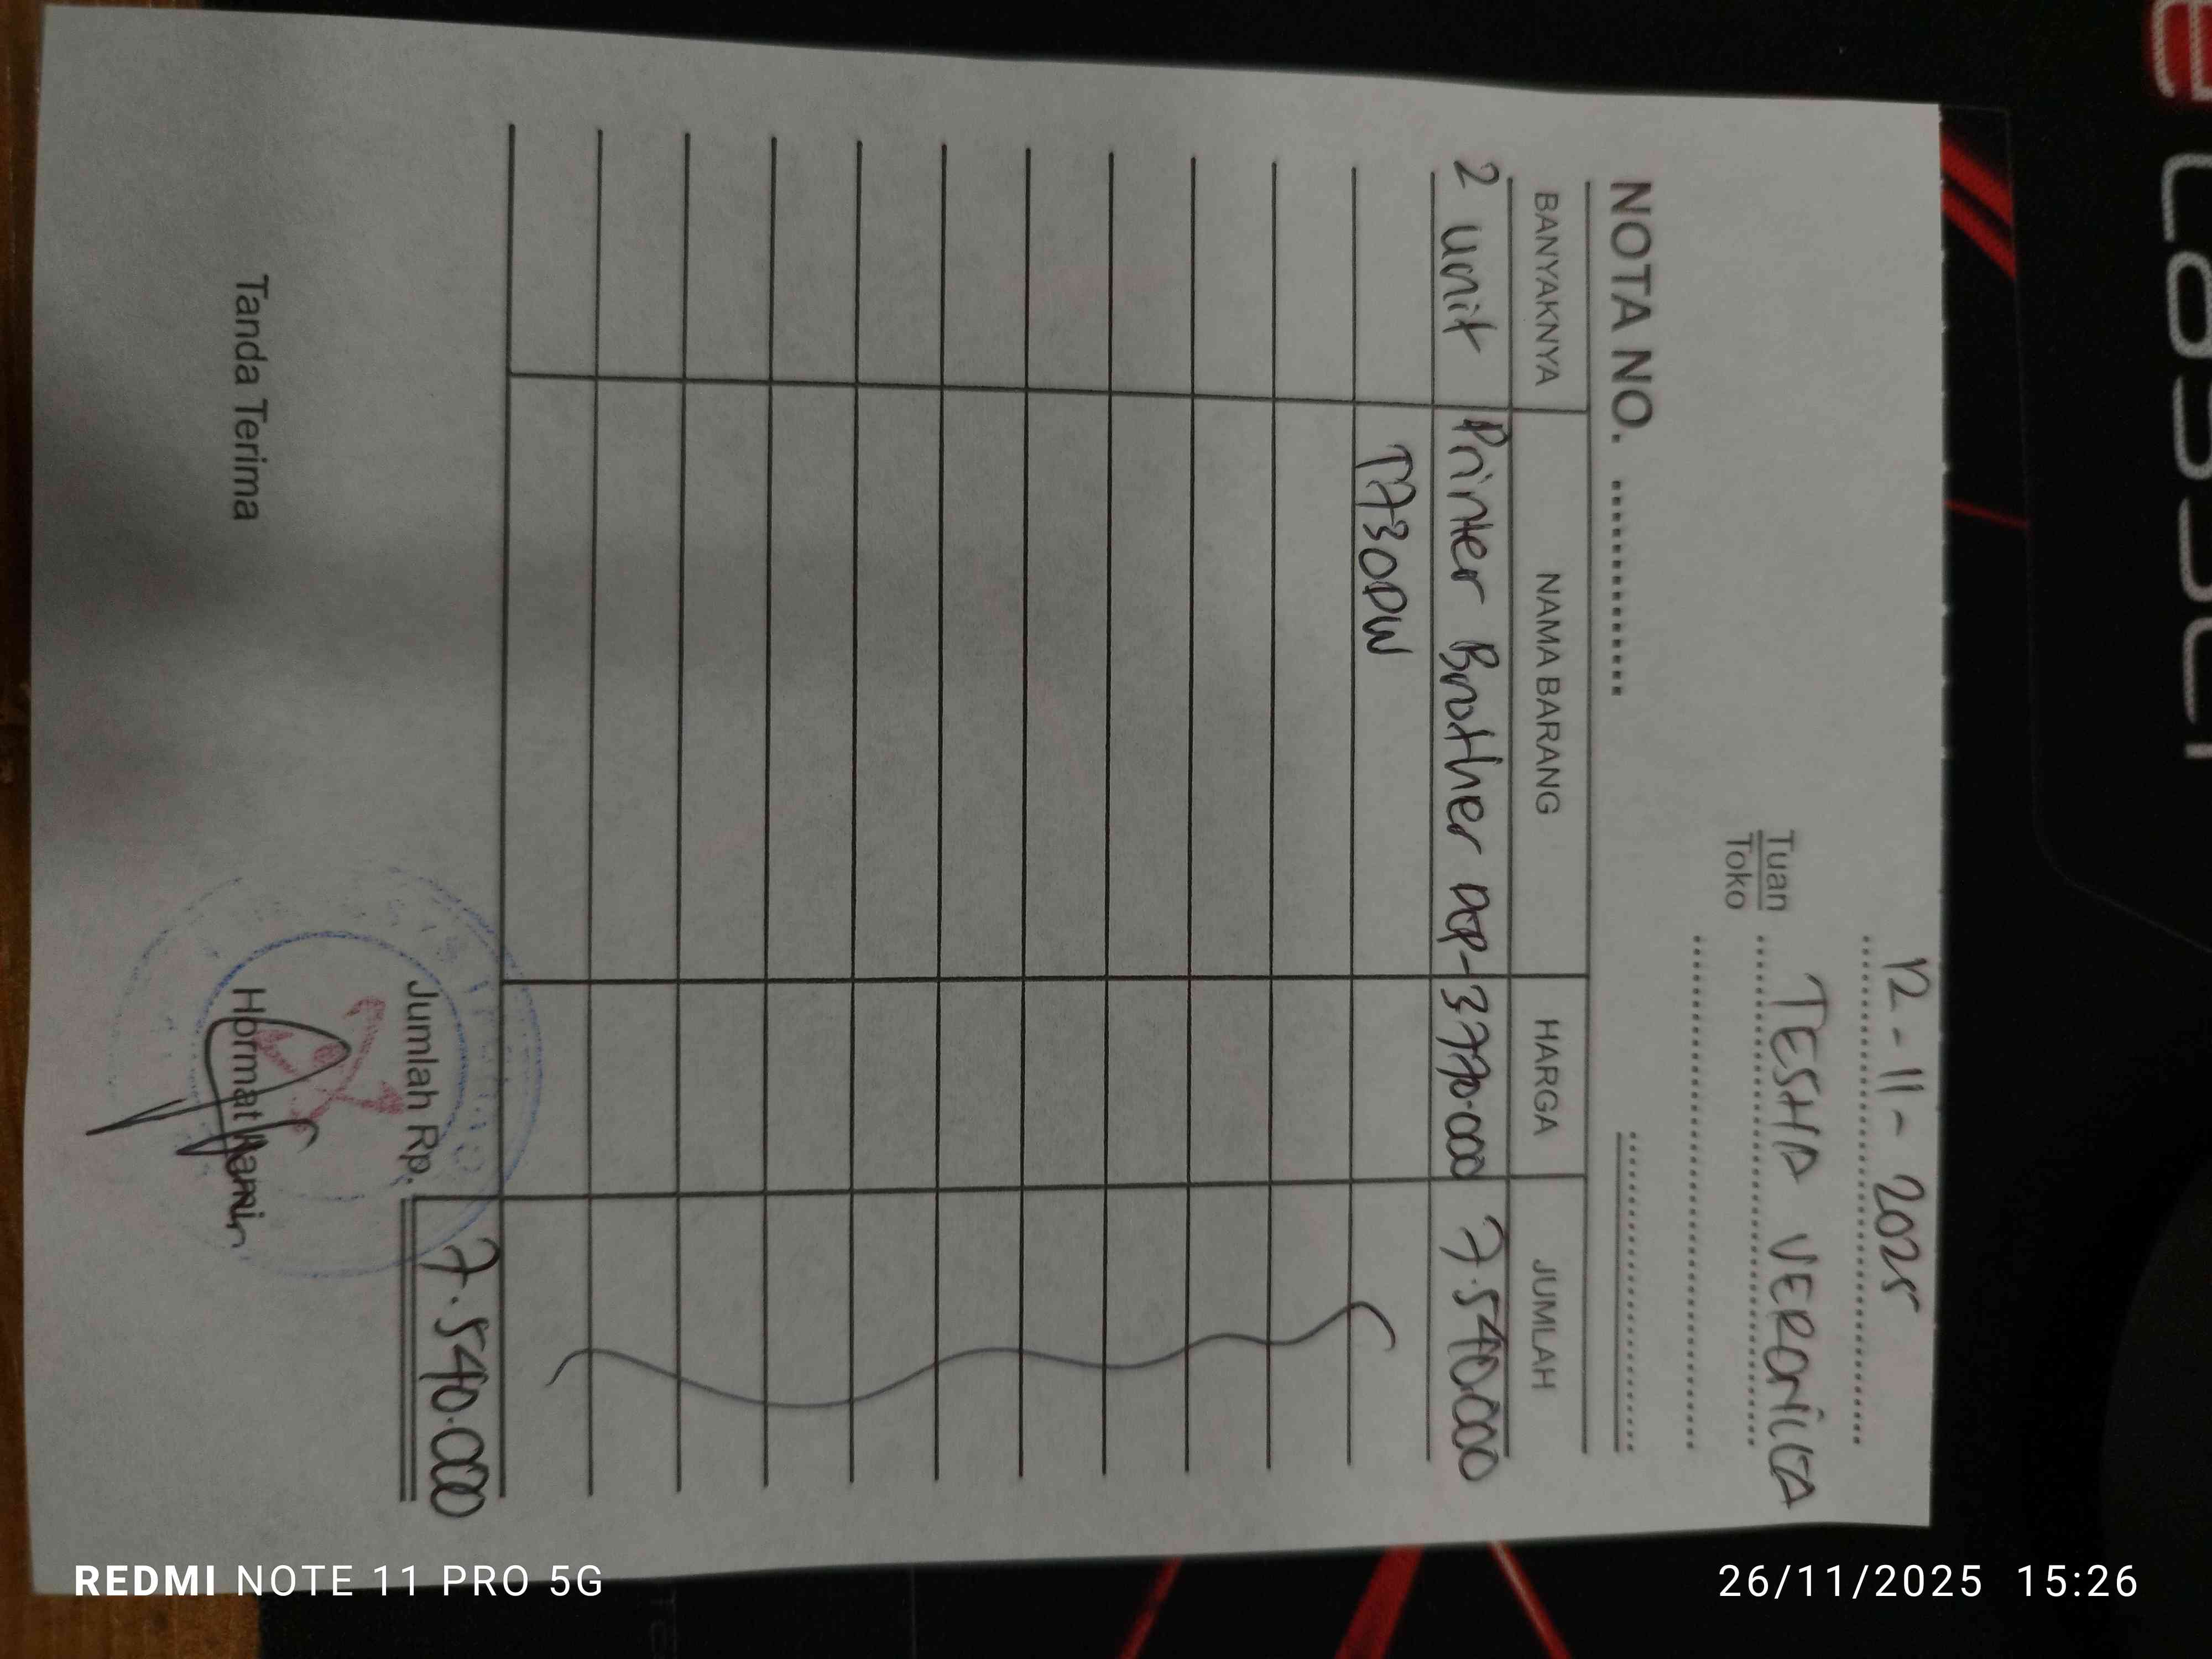 12-11-2025
Tuan
Toko
TESHA VERONICA
NOTA NO.
BANYAKNYA NAMA BARANG HARGA JUMLAH
2 unit Printer Brother DCP- 3770.000 7.540.000
T730DW
Jumlah Rp. 7.540.000
Tanda Terima Hormat Kami,
REDMI NOTE 11 PRO 5G
26/11/2025 15:26